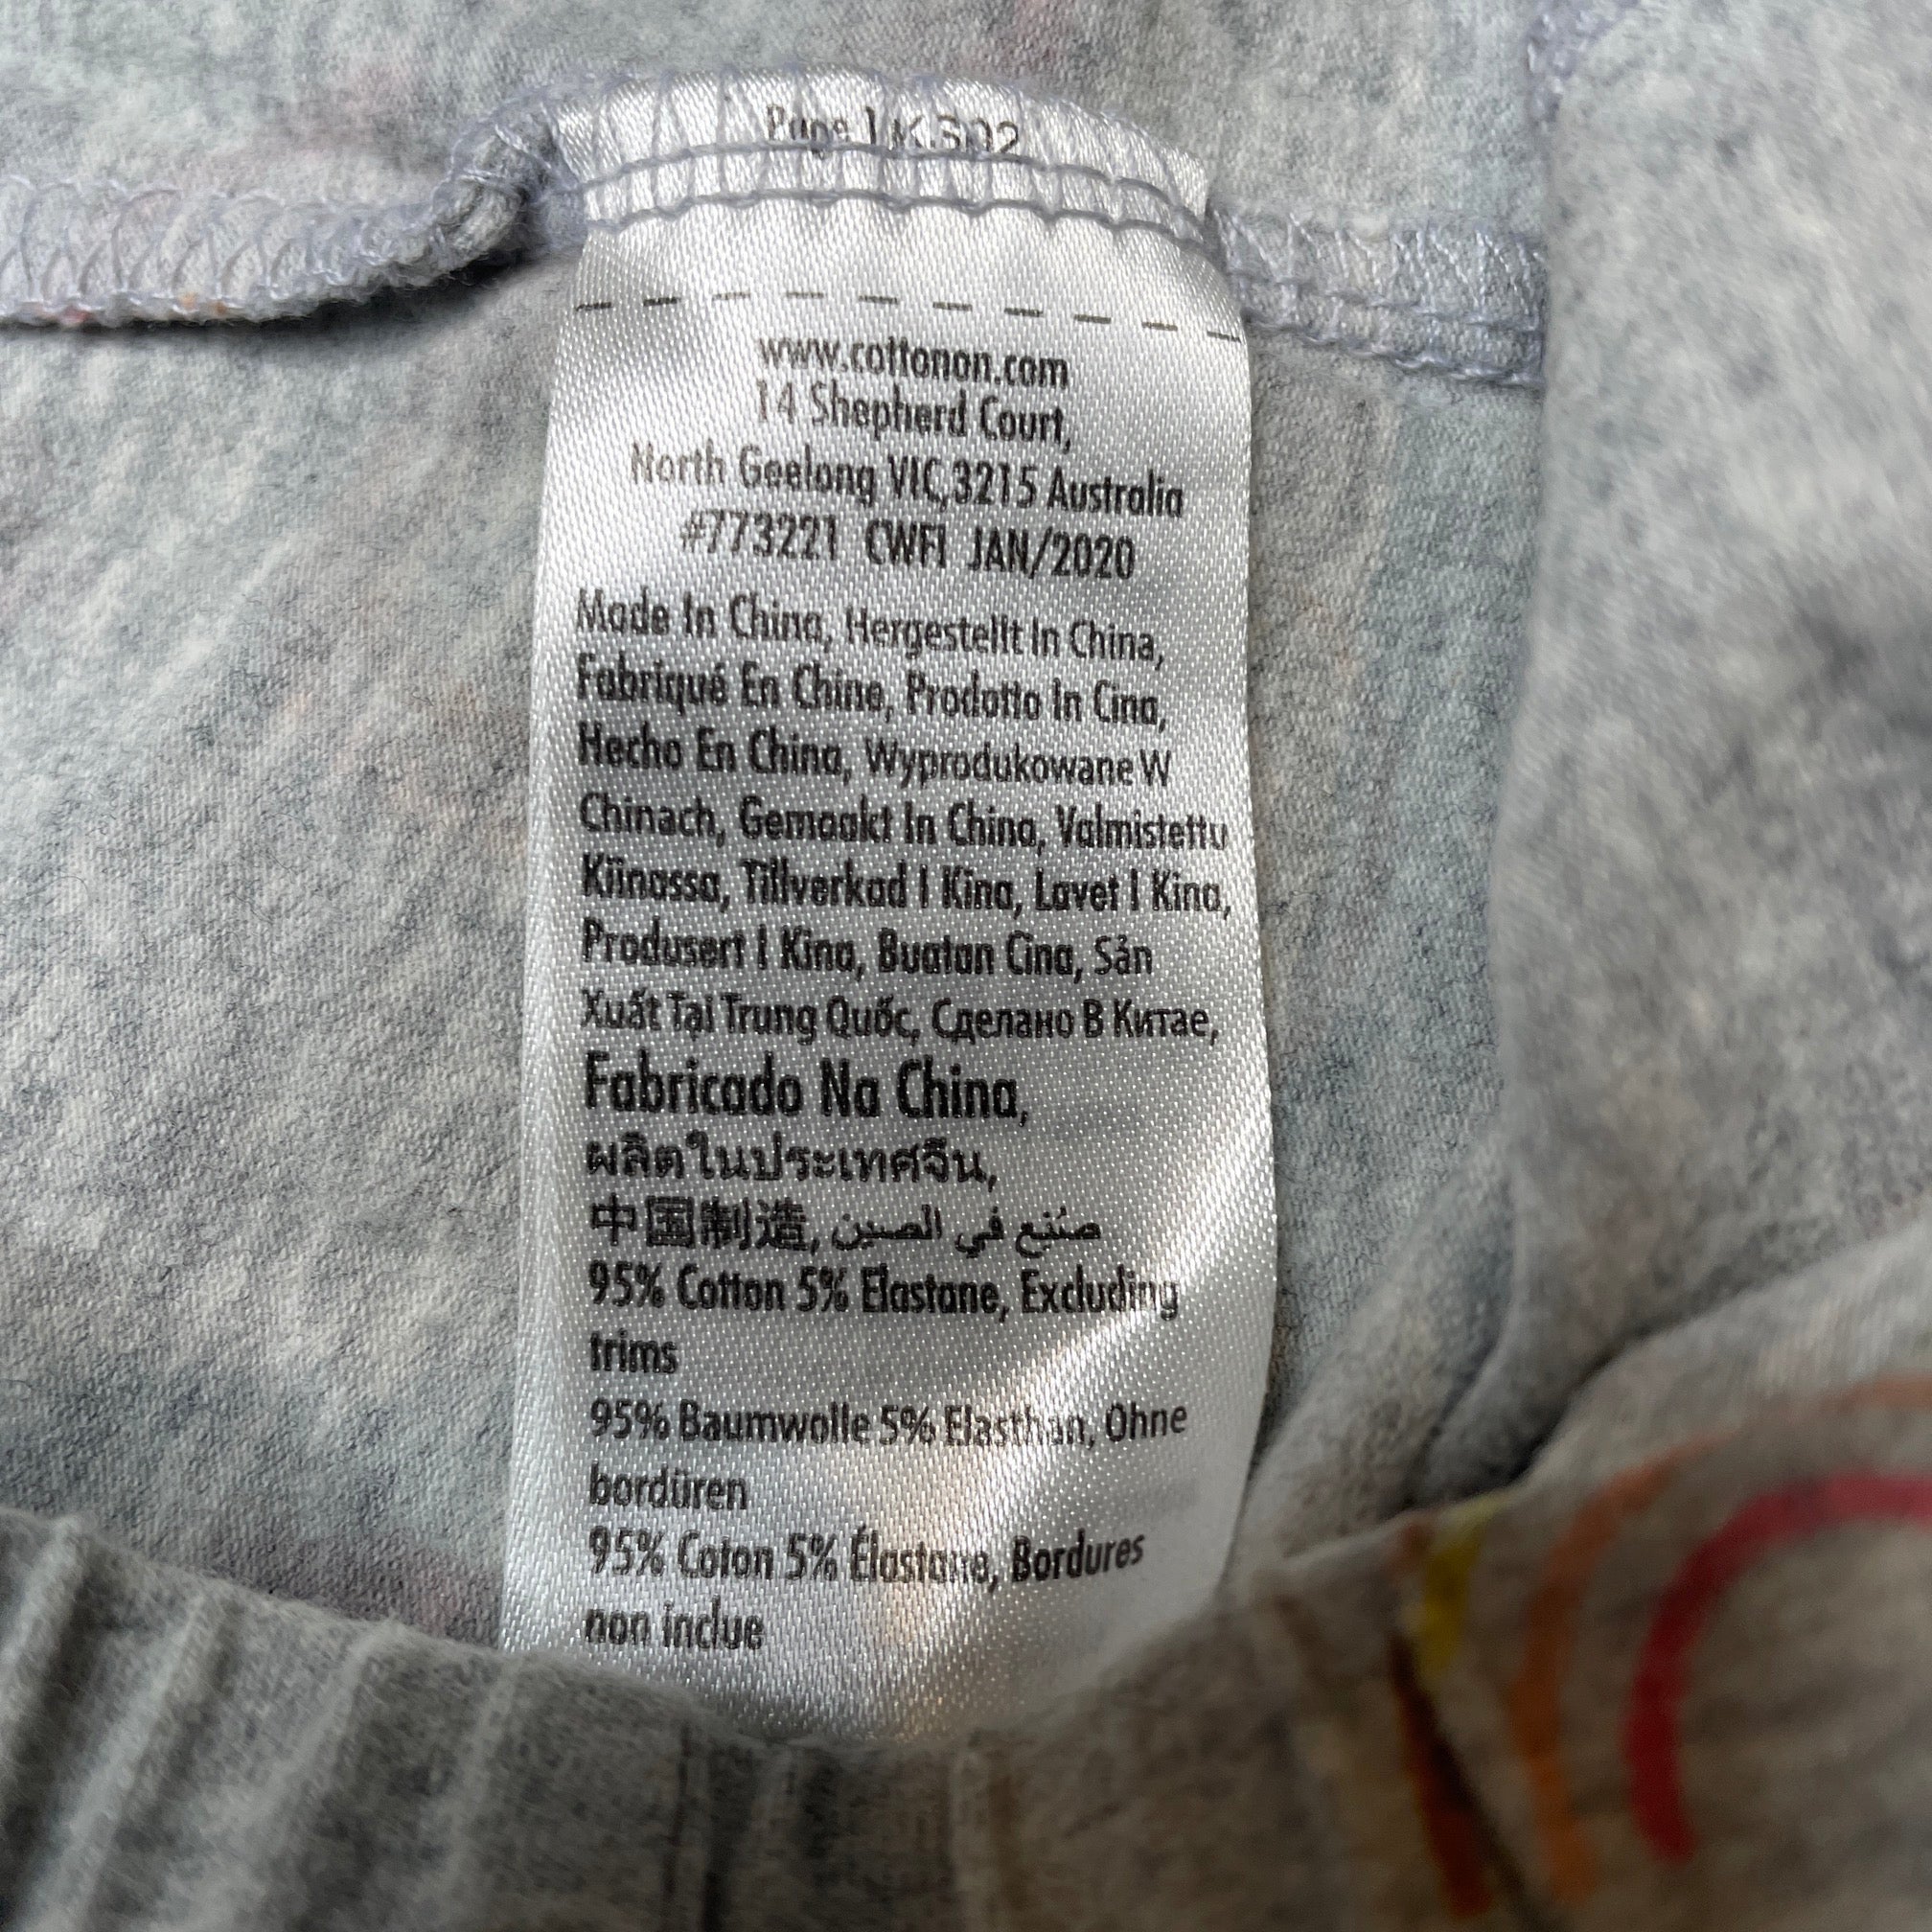 www.cottonon.com
14 Shepherd Court,
North Geelong VIC,3215 Australia
#773221 CWFI JAN/2020
Made In China, Hergestellt In China,
Fabriqué En Chine, Prodotto In Cina,
Hecho En China, Wyprodukowane W
Chinach, Gemaakt In China, Valmistettu
Kiinassa, Tillverkad I Kina, Lavet I Kina,
Produsert I Kina, Buatan Cina, Sản
Xuất Tại Trung Quốc, Сделано В Китае,
Fabricado Na China,
ผลิตในประเทศจีน,
中国制造, صُنع في الصين
95% Cotton 5% Elastane, Excluding
trims
95% Baumwolle 5% Elasthan, Ohne
bordüren
95% Coton 5% Élastane, Bordures
non inclue